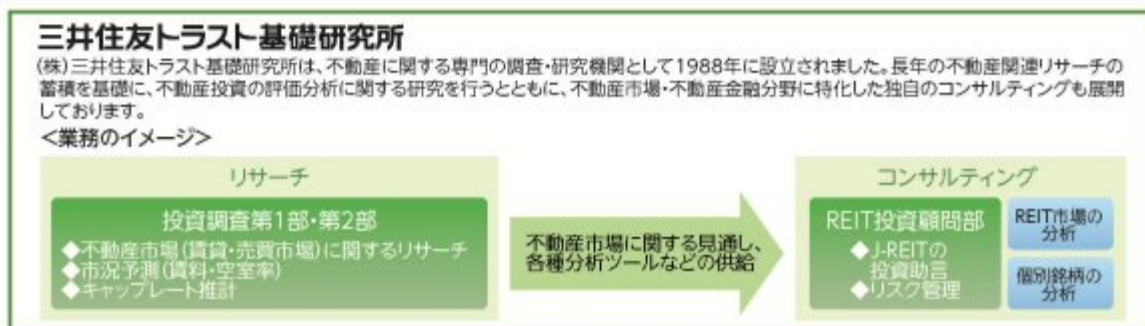 三井住友トラスト基礎研究所
(株)三井住友トラスト基礎研究所は、不動産に関する専門の調査・研究機関として1988年に設立されました。長年の不動産関連リサーチの
蓄積を基礎に、不動産投資の評価分析に関する研究を行うとともに、不動産市場・不動産金融分野に特化した独自のコンサルティングも展開
しております。
＜業務のイメージ＞
リサーチ
投資調査第1部・第2部
◆不動産市場(賃貸・売買市場)に関するリサーチ
◆市況予測(賃料・空室率)
◆キャップレート推計
不動産市場に関する見通し、
各種分析ツールなどの供給
コンサルティング
REIT投資顧問部
◆J-REITの
投資助言
◆リスク管理
REIT市場の
分析
個別銘柄の
分析